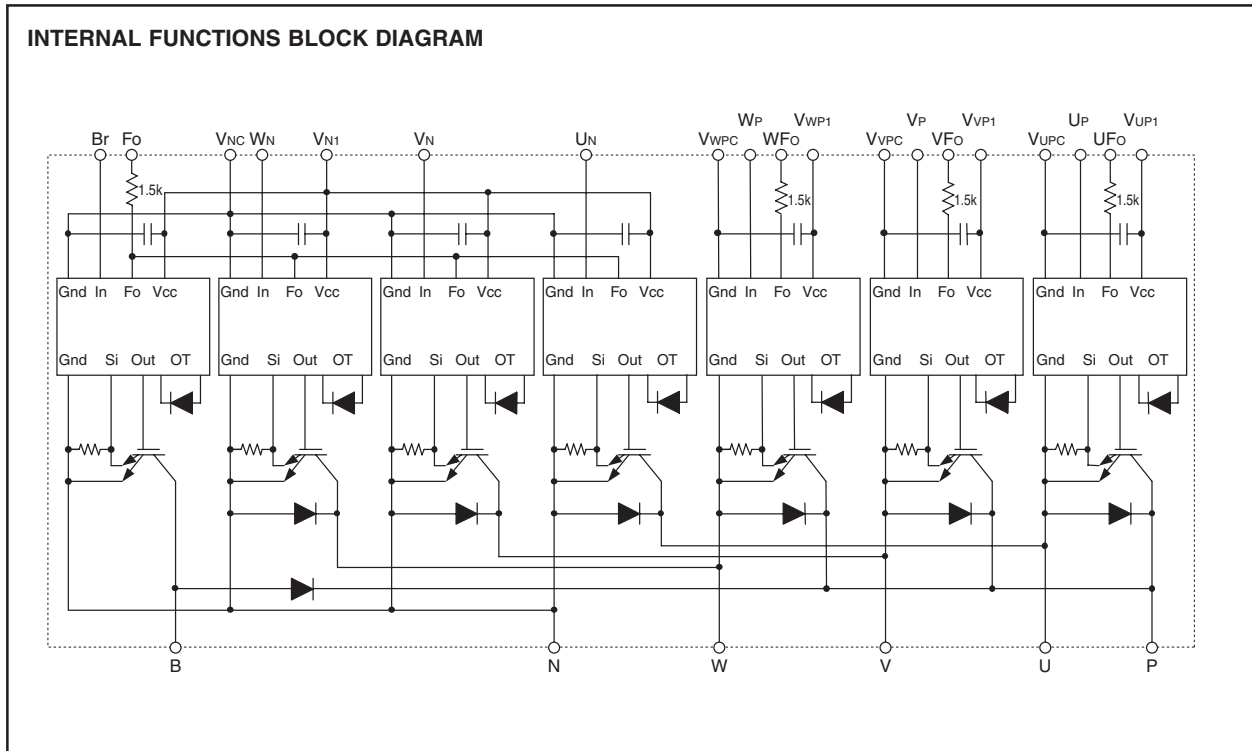 INTERNAL FUNCTIONS BLOCK DIAGRAM
WP VWP1 VP VVP1 UP VUP1
Br FO VNC WN VN1 VN UN VWPC WFO VVPC VFO VUPC UFO
1.5k 1.5k 1.5k 1.5k
Gnd In Fo Vcc Gnd In Fo Vcc Gnd In Fo Vcc Gnd In Fo Vcc Gnd In Fo Vcc Gnd In Fo Vcc Gnd In Fo Vcc
Gnd Si Out OT Gnd Si Out OT Gnd Si Out OT Gnd Si Out OT Gnd Si Out OT Gnd Si Out OT Gnd Si Out OT
B N W V U P